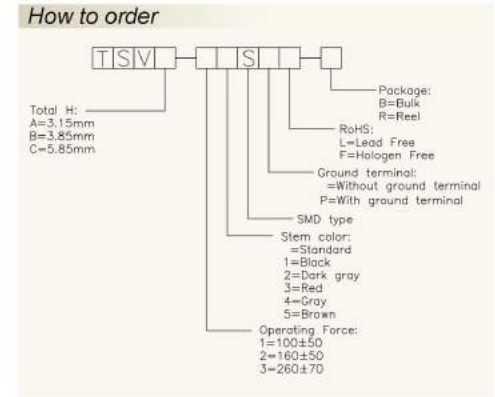 How to order
TSV - S -
Package:
B=Bulk
R=Reel
Total H:
A=3.15mm
B=3.85mm
C=5.85mm
RoHS:
L=Lead Free
F=Hologen Free
Ground terminal:
=Without ground terminal
P=With ground terminal
SMD type
Stem color:
=Standard
1=Black
2=Dark gray
3=Red
4=Gray
5=Brown
Operating Force:
1=100±50
2=160±50
3=260±70